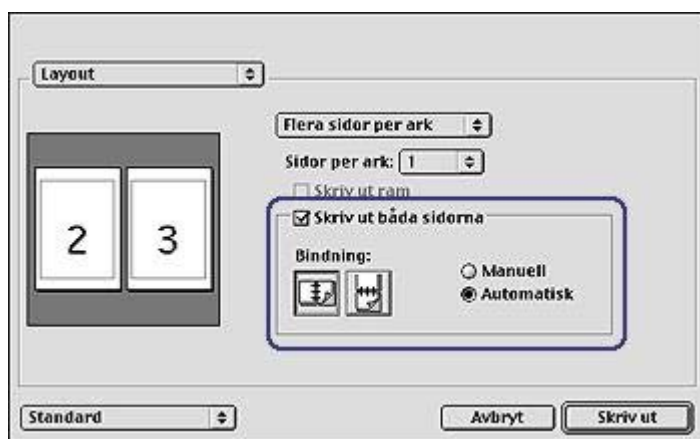 Layout
Flera sidor per ark
Sidor per ark: 1
Skriv ut ram
Skriv ut båda sidorna
2 3
Bindning:
Manuell
Automatisk
Standard
Avbryt Skriv ut